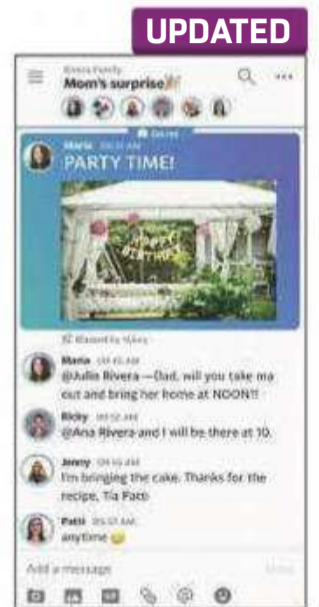 UPDATED
Rivera Family
Mom's surprise🎉
Maria
PARTY TIME!
HAPPY
BIRTHDAY
Maria
@Julio Rivera —Dad, will you take ma
out and bring her home at NOON!!
Ricky
@Ana Rivera and I will be there at 10.
Jenny
I'm bringing the cake. Thanks for the
recipe, Tia Patti
Patti
anytime 😊
Add a message